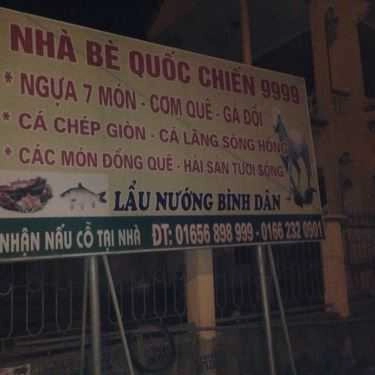 NHÀ BÈ QUỐC CHIẾN 9999
* NGỰA 7 MÓN - CƠM QUÊ - GÀ ĐỒI
* CÁ CHÉP GIÒN - CÁ LĂNG SÔNG HỒNG
* CÁC MÓN ĐỒNG QUÊ - HẢI SẢN TƯƠI SỐNG
LẨU NƯỚNG BÌNH DÂN
NHẬN NẤU CỖ TẠI NHÀ ĐT: 01656 898 999 - 0166 232 0901